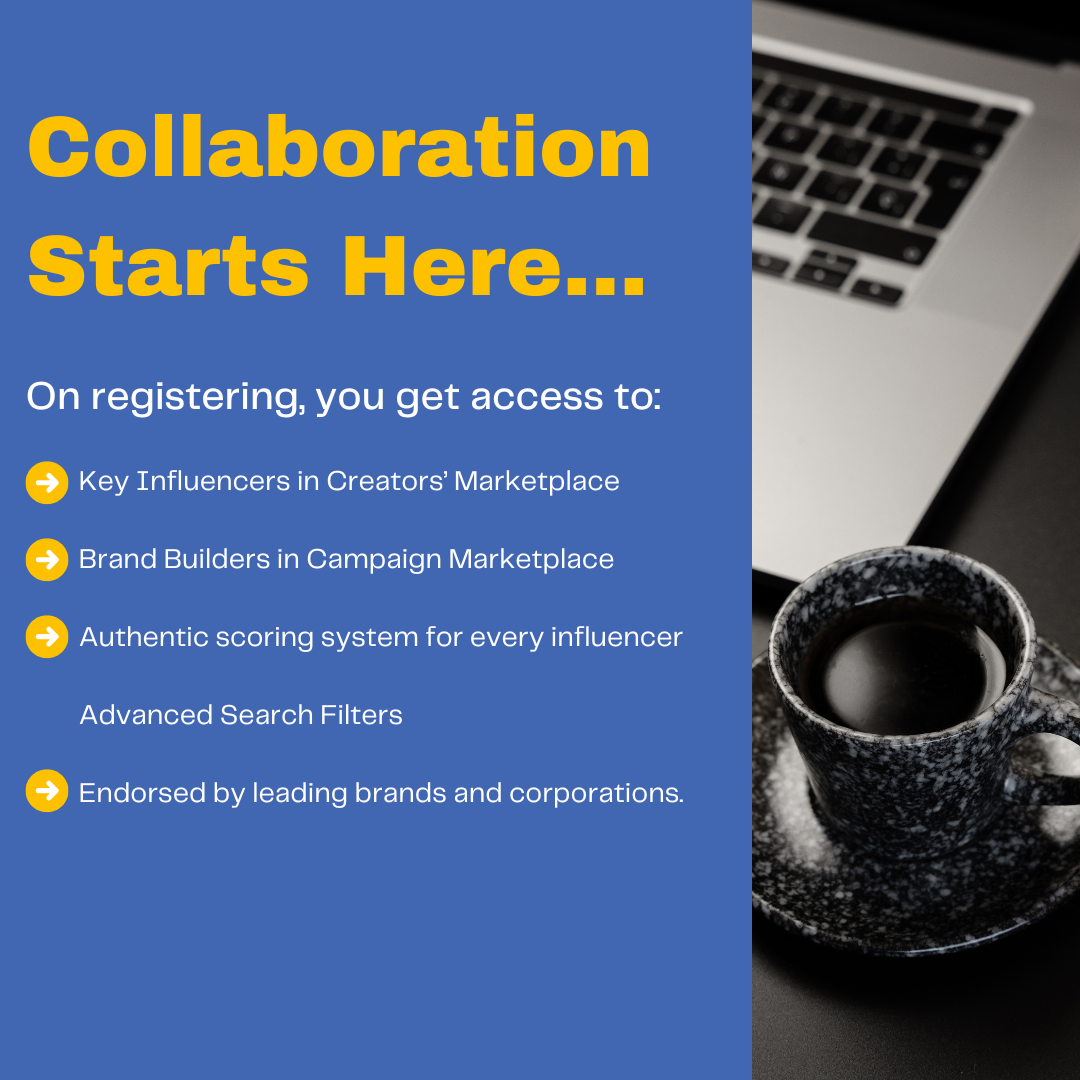 Collaboration
Starts Here...
On registering, you get access to:
Key Influencers in Creators’ Marketplace
Brand Builders in Campaign Marketplace
Authentic scoring system for every influencer
Advanced Search Filters
Endorsed by leading brands and corporations.